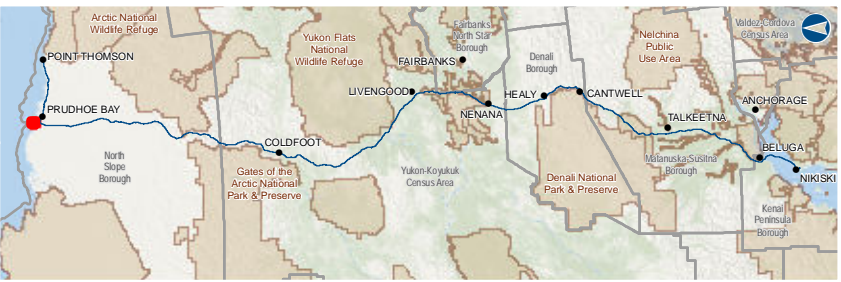 Arctic National
Wildlife Refuge
POINT THOMSON
PRUDHOE BAY
North
Slope
Borough
COLDFOOT
Gates of the
Arctic National
Park & Preserve
Yukon Flats
National
Wildlife Refuge
LIVENGOOD
Fairbanks
North Star
Borough
FAIRBANKS
NENANA
Yukon-Koyukuk
Census Area
Denali
Borough
HEALY
CANTWELL
Denali National
Park & Preserve
Nelchina
Public
Use Area
TALKEETNA
Matanuska-Susitna
Borough
Valdez-Cordova
Census Area
ANCHORAGE
BELUGA
NIKISKI
Kenai
Peninsula
Borough